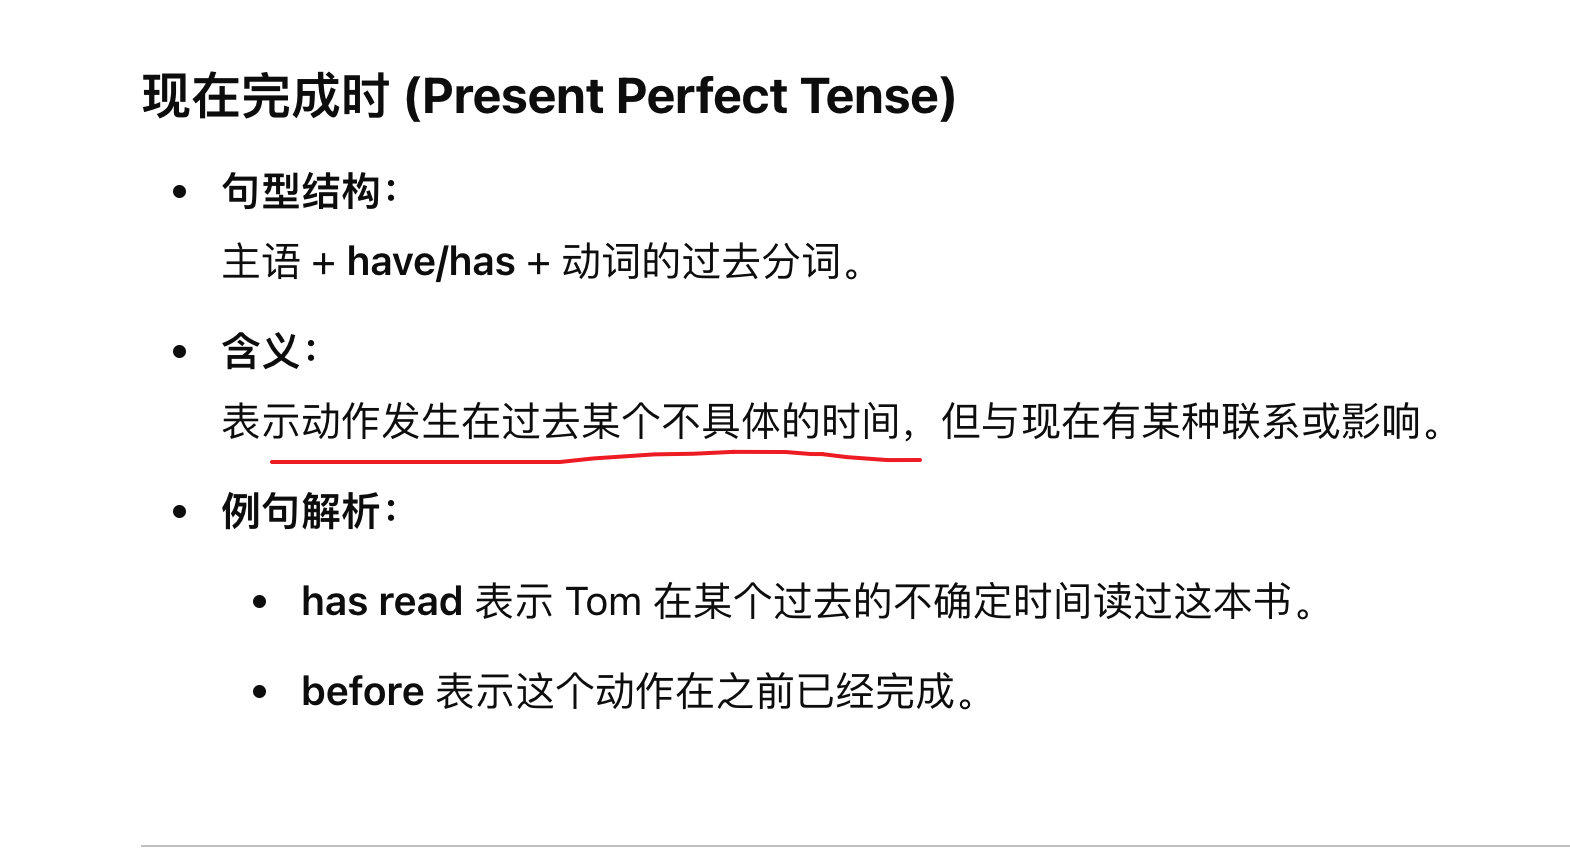 现在完成时 (Present Perfect Tense)
句型结构：
主语 + have/has + 动词的过去分词。
含义：
表示动作发生在过去某个不具体的时间，但与现在有某种联系或影响。
例句解析：
has read 表示 Tom 在某个过去的不确定时间读过这本书。
before 表示这个动作在之前已经完成。